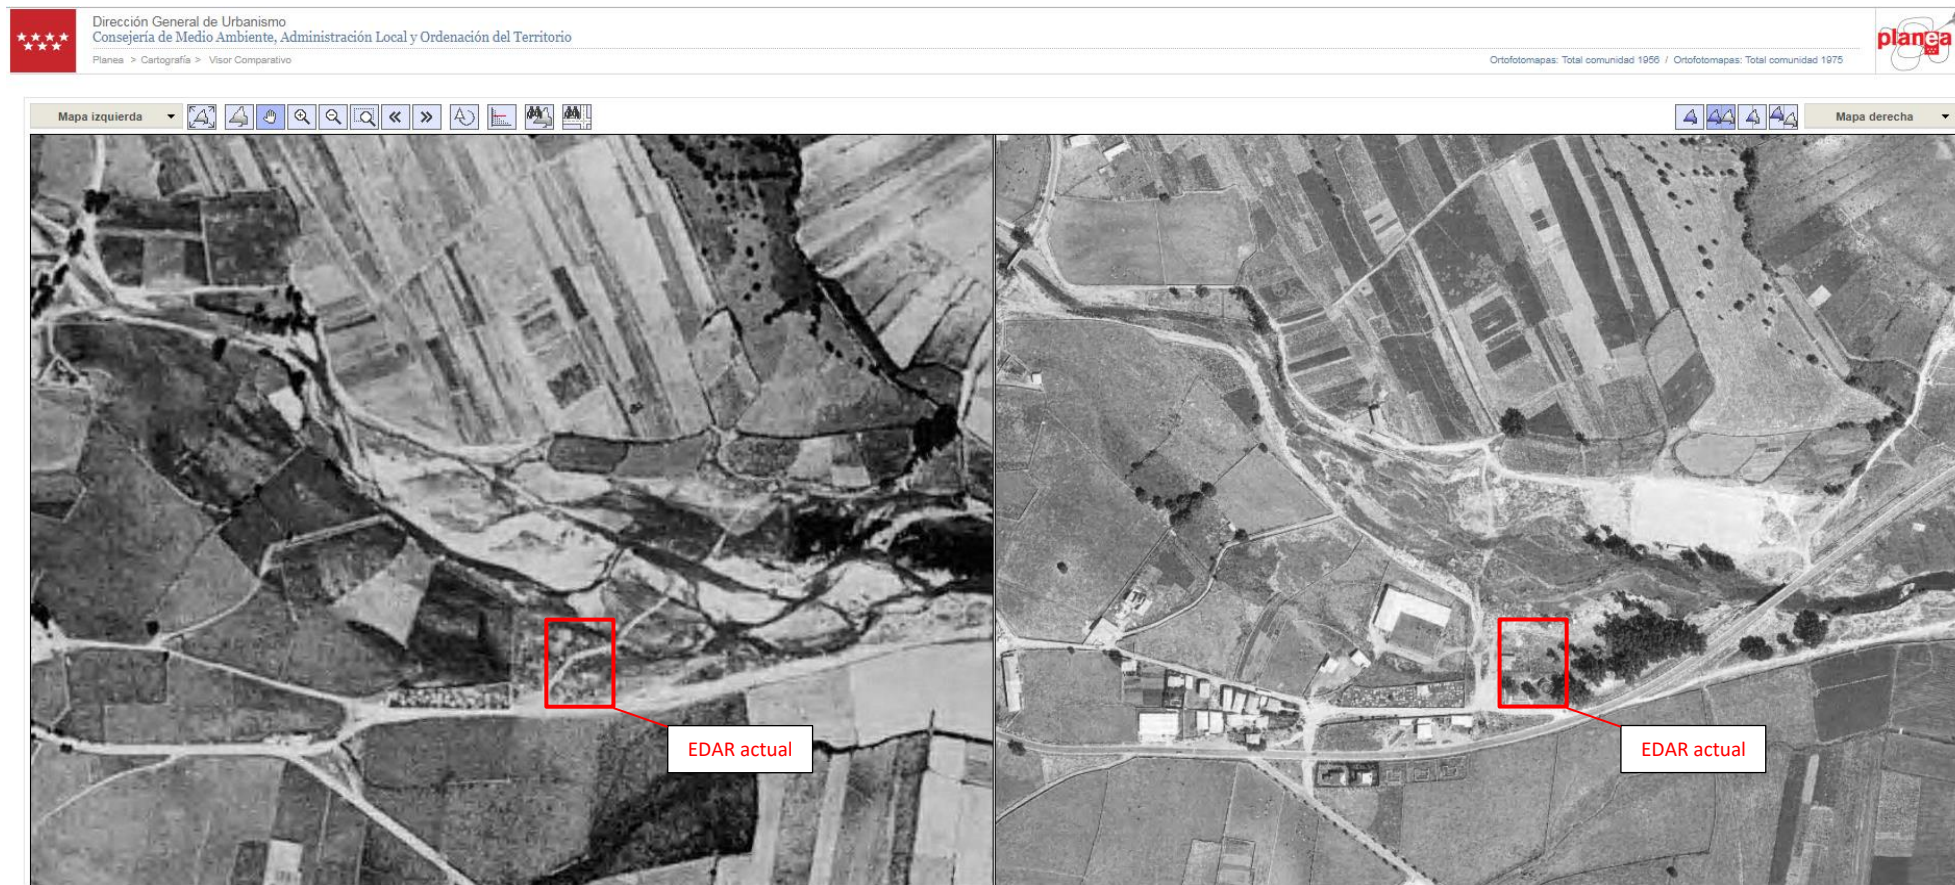 Dirección General de Urbanismo
Consejería de Medio Ambiente, Administración Local y Ordenación del Territorio
Planea > Cartografía > Visor Comparativo
Ortofotomapas: Total comunidad 1956 / Ortofotomapas: Total comunidad 1975
planea
Mapa izquierda
Mapa derecha
EDAR actual
EDAR actual